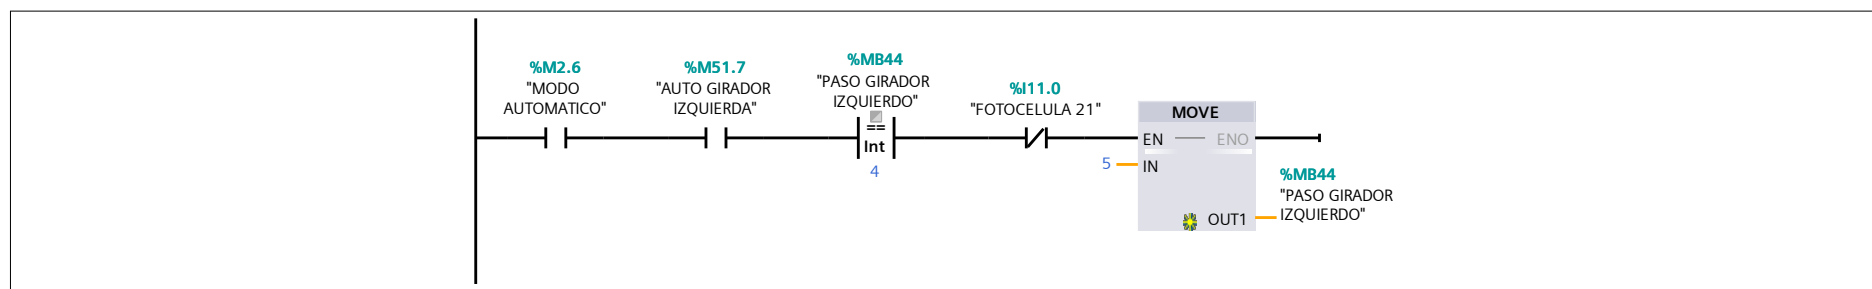 %M2.6
"MODO
AUTOMATICO"
%M51.7
"AUTO GIRADOR
IZQUIERDA"
%MB44
"PASO GIRADOR
IZQUIERDO"
==
Int
4
%I11.0
"FOTOCELULA 21"
MOVE
EN
ENO
5
IN
OUT1
%MB44
"PASO GIRADOR
IZQUIERDO"